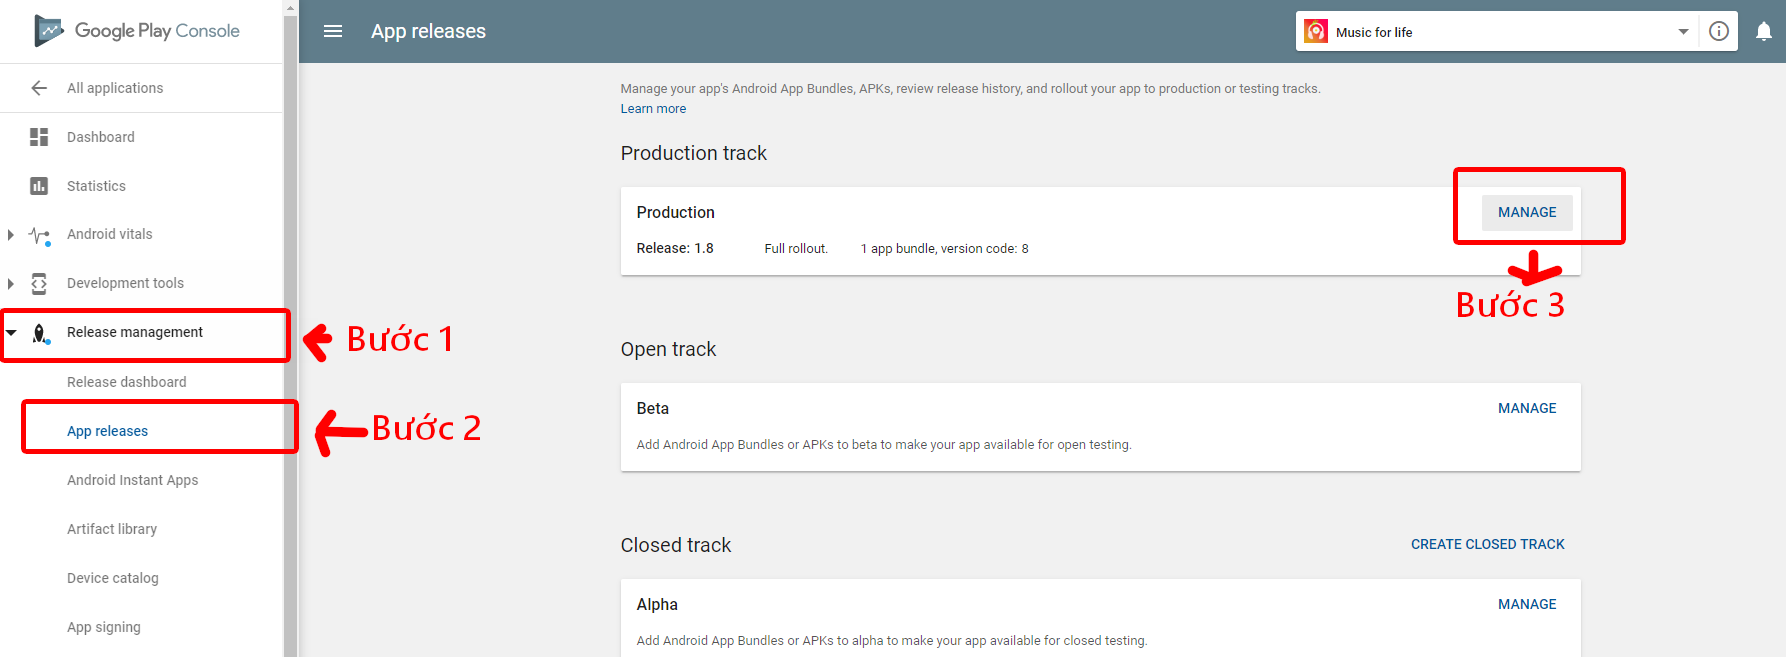 Google Play Console
All applications
Dashboard
Statistics
Android vitals
Development tools
Release management
Release dashboard
App releases
Android Instant Apps
Artifact library
Device catalog
App signing
Bước 1
Bước 2
App releases
Music for life
Manage your app's Android App Bundles, APKs, review release history, and rollout your app to production or testing tracks.
Learn more
Production track
Production
MANAGE
Release: 1.8 Full rollout. 1 app bundle, version code: 8
Bước 3
Open track
Beta
MANAGE
Add Android App Bundles or APKs to beta to make your app available for open testing.
Closed track
CREATE CLOSED TRACK
Alpha
MANAGE
Add Android App Bundles or APKs to alpha to make your app available for closed testing.